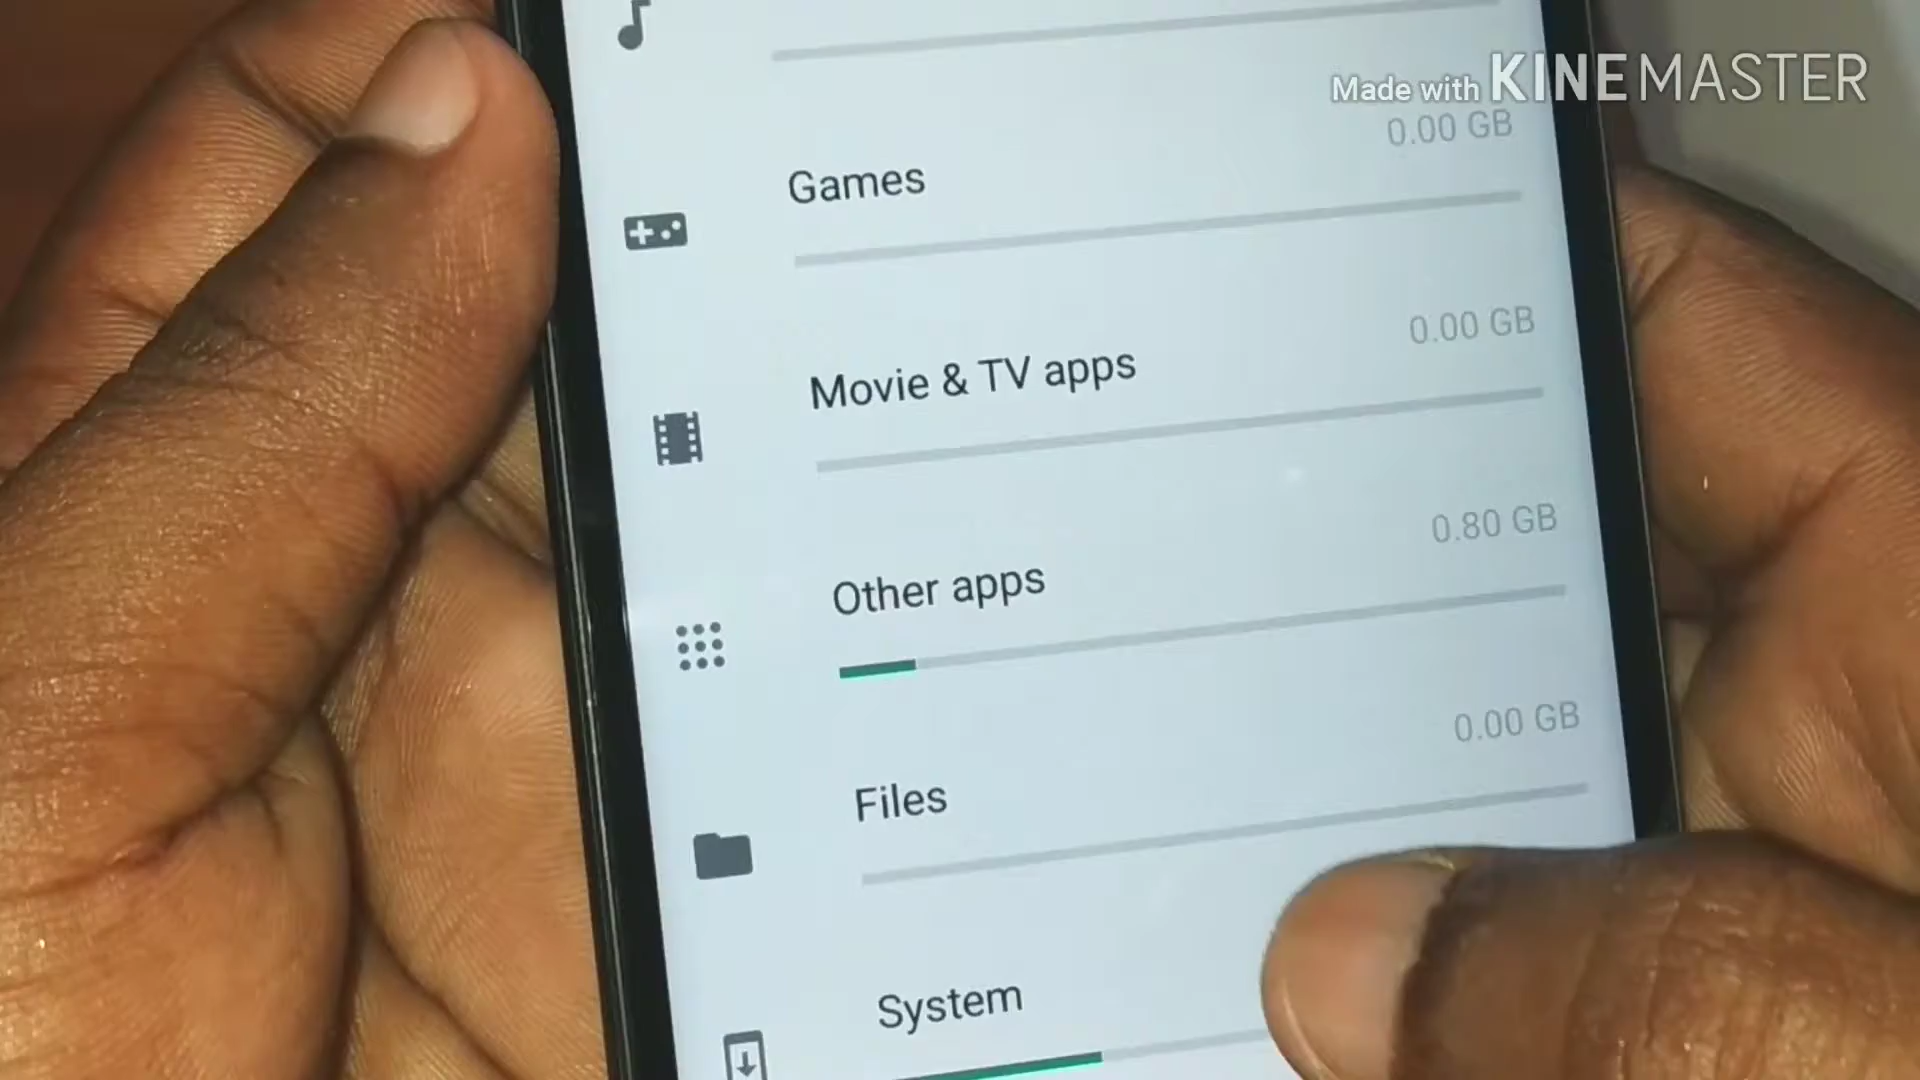 Made with KINEMASTER
0.00 GB
Games
0.00 GB
Movie & TV apps
0.80 GB
Other apps
0.00 GB
Files
System